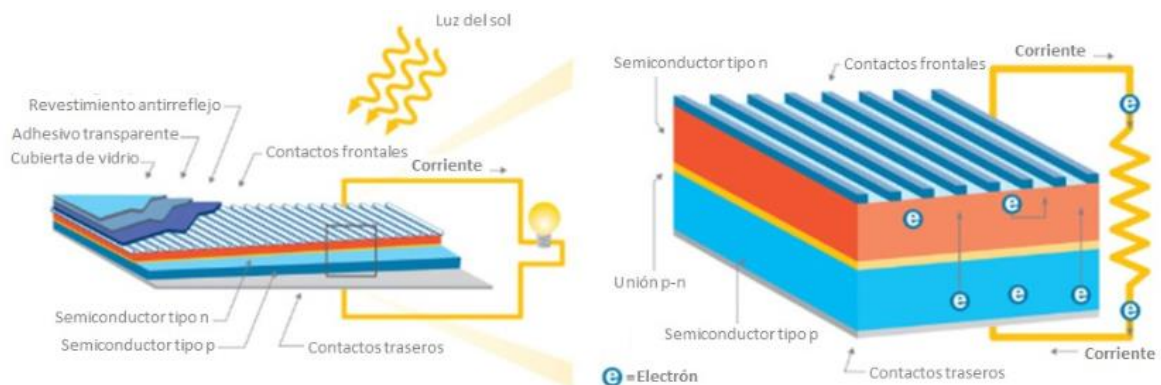 Luz del sol
Revestimiento antirreflejo
Adhesivo transparente
Cubierta de vidrio
Contactos frontales
Corriente
Semiconductor tipo n
Semiconductor tipo p
Contactos traseros
Semiconductor tipo n
Contactos frontales
Corriente
e
e
e
e
e
e
e
Unión p-n
Semiconductor tipo p
Contactos traseros
Corriente
e =Electrón